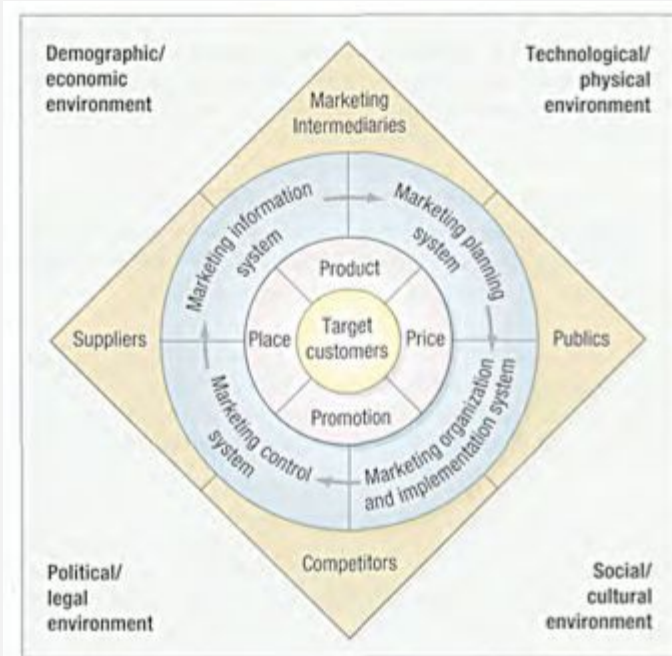 Demographic/
economic
environment
Technological/
physical
environment
Marketing
Intermediaries
Marketing information
system
Marketing planning
system
Product
Suppliers
Place
Target
customers
Price
Publics
Promotion
Marketing control
system
Marketing organization
and implementation system
Competitors
Political/
legal
environment
Social/
cultural
environment